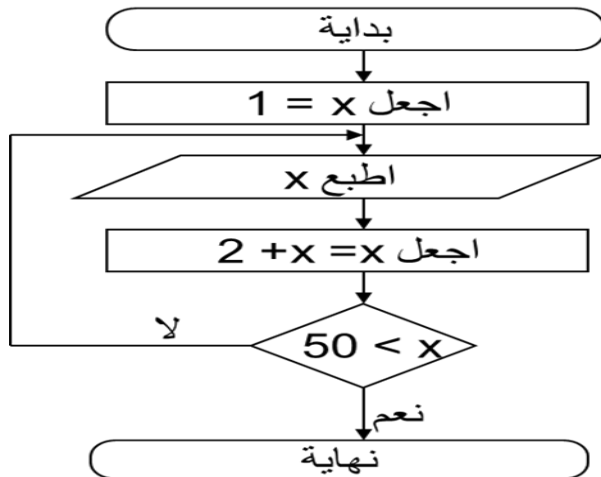 بداية
اجعل x = 1
اطبع x
اجعل x= x+ 2
50 < x
لا
نعم
نهاية